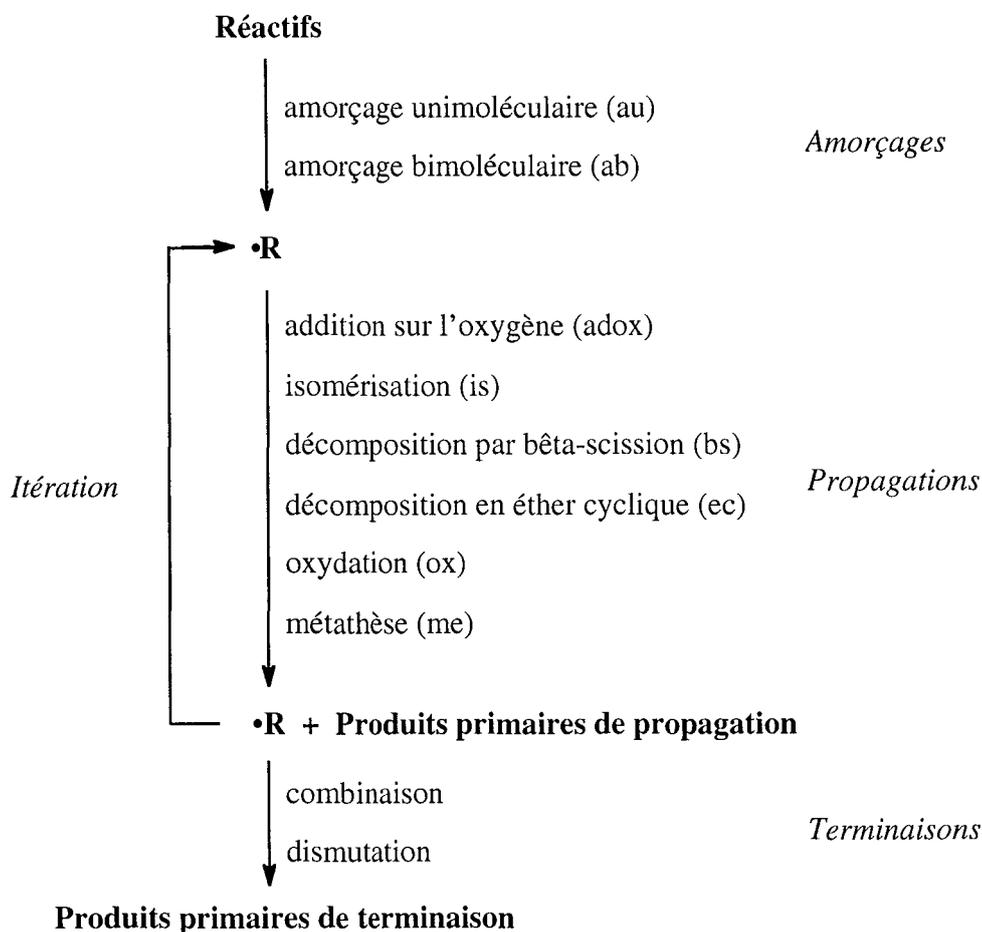 Réactifs
amorçage unimoléculaire (au)
Amorçages
amorçage bimoléculaire (ab)
•R
addition sur l'oxygène (adox)
isomérisation (is)
décomposition par bêta-scission (bs)
Itération
Propagations
décomposition en éther cyclique (ec)
oxydation (ox)
métathèse (me)
•R + Produits primaires de propagation
combinaison
Terminaisons
dismutation
Produits primaires de terminaison